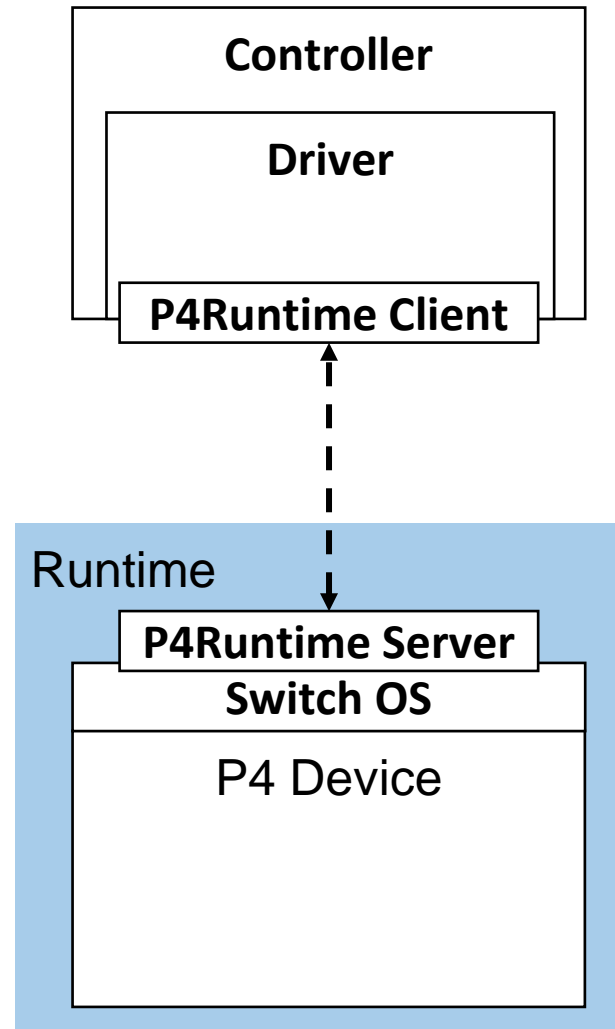 Controller
Driver
P4Runtime Client
Runtime
P4Runtime Server
Switch OS
P4 Device